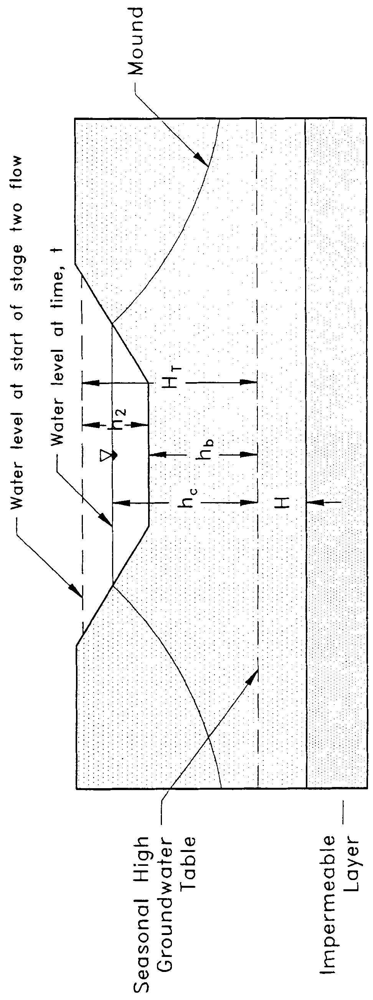 Water level at start of stage two flow
Water level at time, t
Mound
h₂
H_T
h_b
h_c
H
Seasonal High
Groundwater
Table
Impermeable
Layer